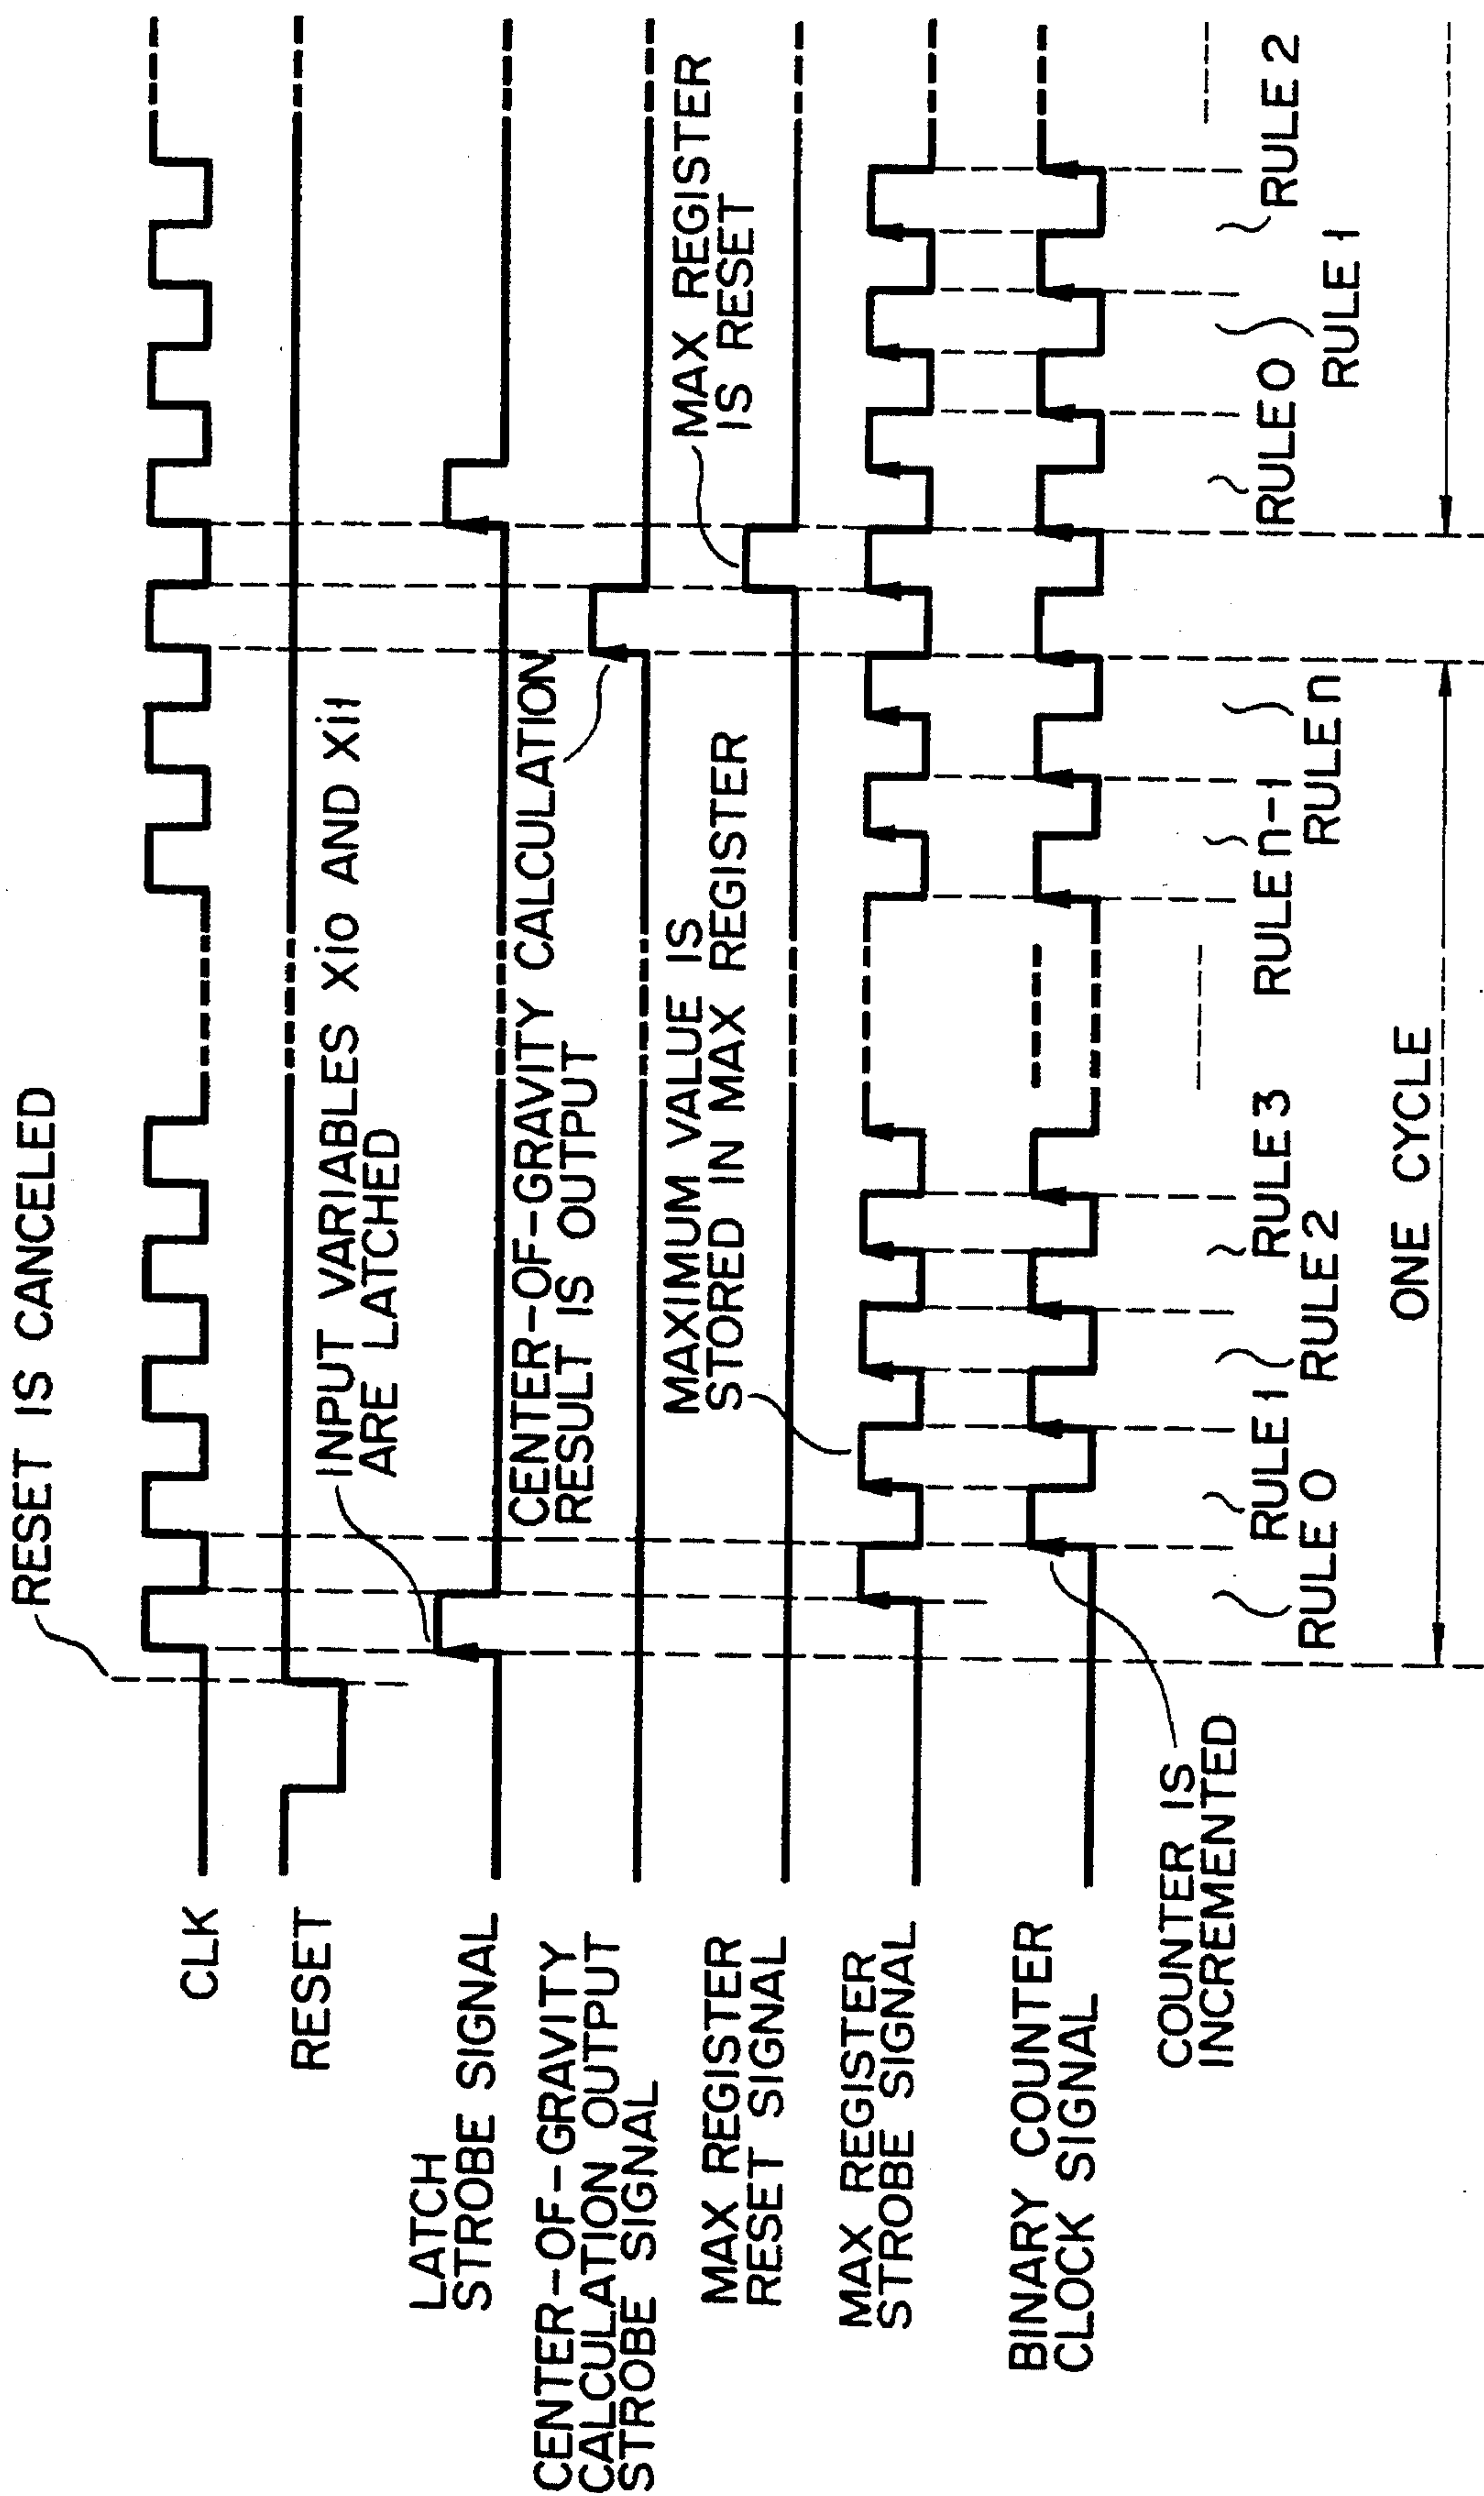 RESET IS CANCELED
CLK
RESET
INPUT VARIABLES Xi0 AND Xi1
ARE LATCHED
LATCH
STROBE SIGNAL
CENTER-OF-GRAVITY CALCULATION
RESULT IS OUTPUT
CENTER-OF-GRAVITY
CALCULATION OUTPUT
STROBE SIGNAL
MAX REGISTER
IS RESET
MAX REGISTER
RESET SIGNAL
MAXIMUM VALUE IS
STORED IN MAX REGISTER
MAX REGISTER
STROBE SIGNAL
BINARY COUNTER
CLOCK SIGNAL
COUNTER IS
INCREMENTED
RULE 1 RULE 3 RULE n-1 RULE 0 RULE 2
RULE 0 RULE 2 RULE n RULE 1
ONE CYCLE